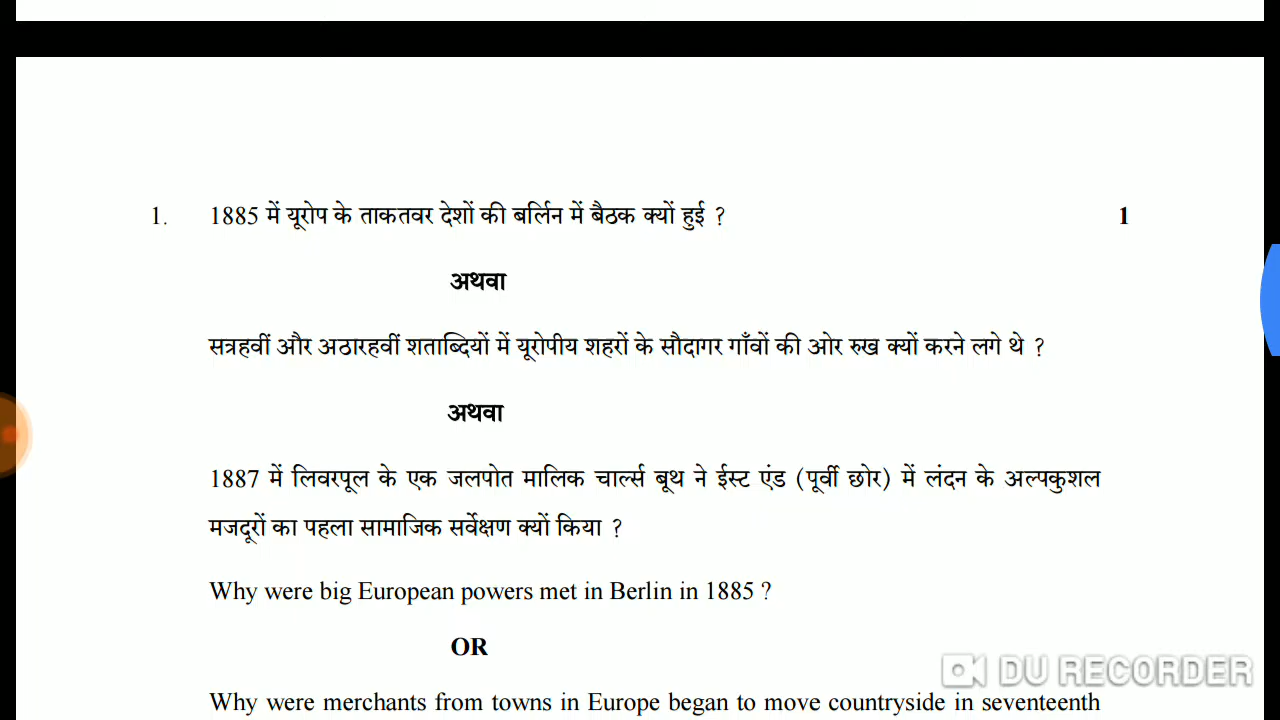 1. 1885 में यूरोप के ताकतवर देशों की बर्लिन में बैठक क्यों हुई ? 1
अथवा
सत्रहवीं और अठारहवीं शताब्दियों में यूरोपीय शहरों के सौदागर गाँवों की ओर रुख क्यों करने लगे थे ?
अथवा
1887 में लिवरपूल के एक जलपोत मालिक चार्ल्स बूथ ने ईस्ट एंड (पूर्वी छोर) में लंदन के अल्पकुशल
मजदूरों का पहला सामाजिक सर्वेक्षण क्यों किया ?
Why were big European powers met in Berlin in 1885 ?
OR
Why were merchants from towns in Europe began to move countryside in seventeenth
DU RECORDER